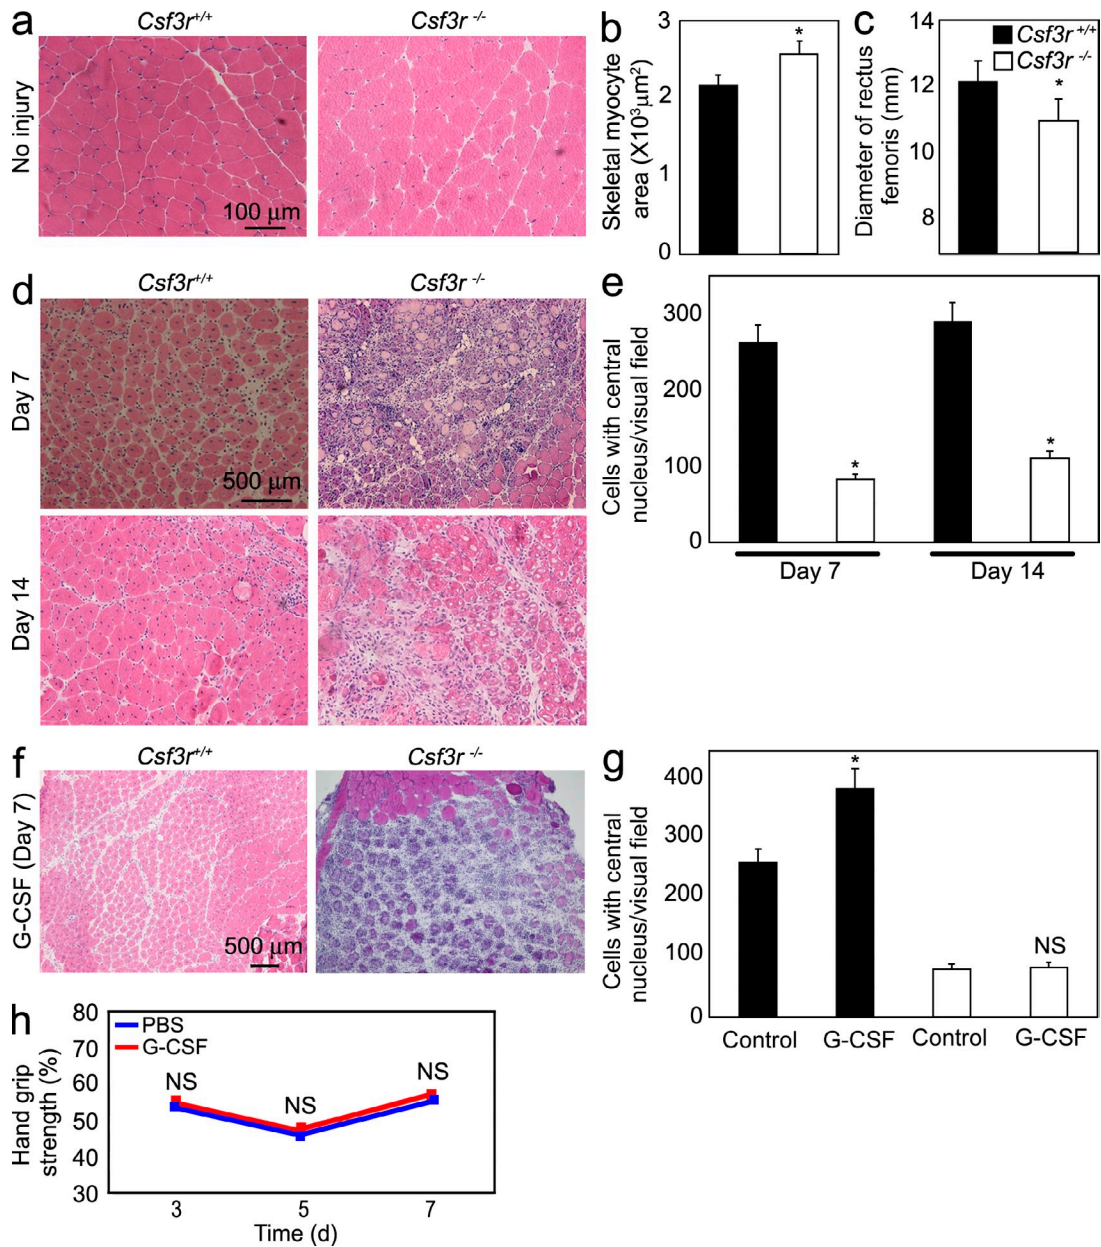 a
Csf3r+/+
Csf3r -/-
No injury
100 µm
b
Skeletal myocyte
area (X10³µm²)
3
2
1
0
*
c
Csf3r +/+
Csf3r -/-
Diameter of rectus
femoris (mm)
14
12
10
8
*
d
Csf3r+/+
Csf3r -/-
Day 7
500 µm
Day 14
e
Cells with central
nucleus/visual field
300
200
100
0
*
*
Day 7
Day 14
f
Csf3r+/+
Csf3r -/-
G-CSF (Day 7)
500 µm
g
Cells with central
nucleus/visual field
400
300
200
100
0
*
NS
Control
G-CSF
Control
G-CSF
h
Hand grip
strength (%)
80
70
60
50
40
30
PBS
G-CSF
NS
NS
NS
3
5
7
Time (d)